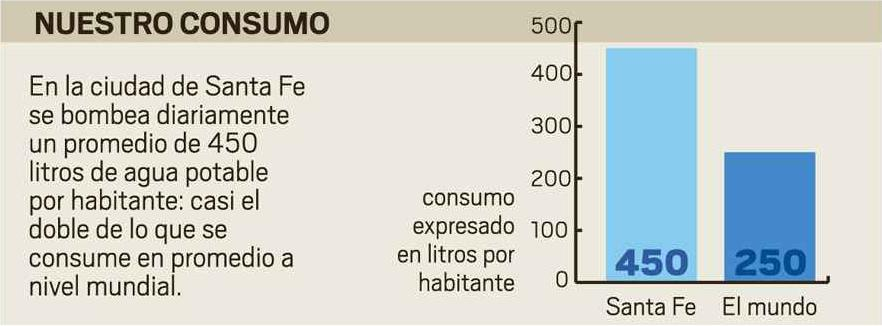 NUESTRO CONSUMO
En la ciudad de Santa Fe
se bombea diariamente
un promedio de 450
litros de agua potable
por habitante: casi el
doble de lo que se
consume en promedio a
nivel mundial.
consumo
expresado
en litros por
habitante
500
400
300
200
100
0
450
250
Santa Fe
El mundo